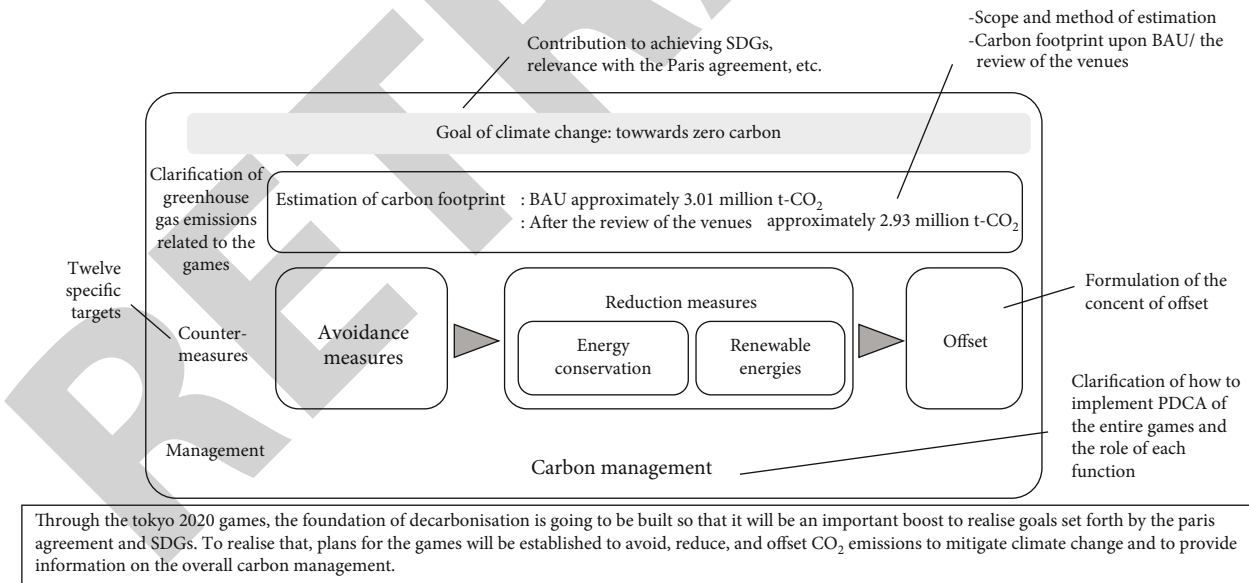 -Scope and method of estimation
-Carbon footprint upon BAU/ the
review of the venues
Contribution to achieving SDGs,
relevance with the Paris agreement, etc.
Goal of climate change: towwards zero carbon
Clarification of
greenhouse
gas emissions
related to the
games
Estimation of carbon footprint : BAU approximately 3.01 million t-CO₂
: After the review of the venues approximately 2.93 million t-CO₂
Twelve
specific
targets
Counter-
measures
Avoidance
measures
Reduction measures
Energy
conservation
Renewable
energies
Offset
Formulation of the
concent of offset
Clarification of how to
implement PDCA of
the entire games and
the role of each
function
Management
Carbon management
Through the tokyo 2020 games, the foundation of decarbonisation is going to be built so that it will be an important boost to realise goals set forth by the paris
agreement and SDGs. To realise that, plans for the games will be established to avoid, reduce, and offset CO₂ emissions to mitigate climate change and to provide
information on the overall carbon management.